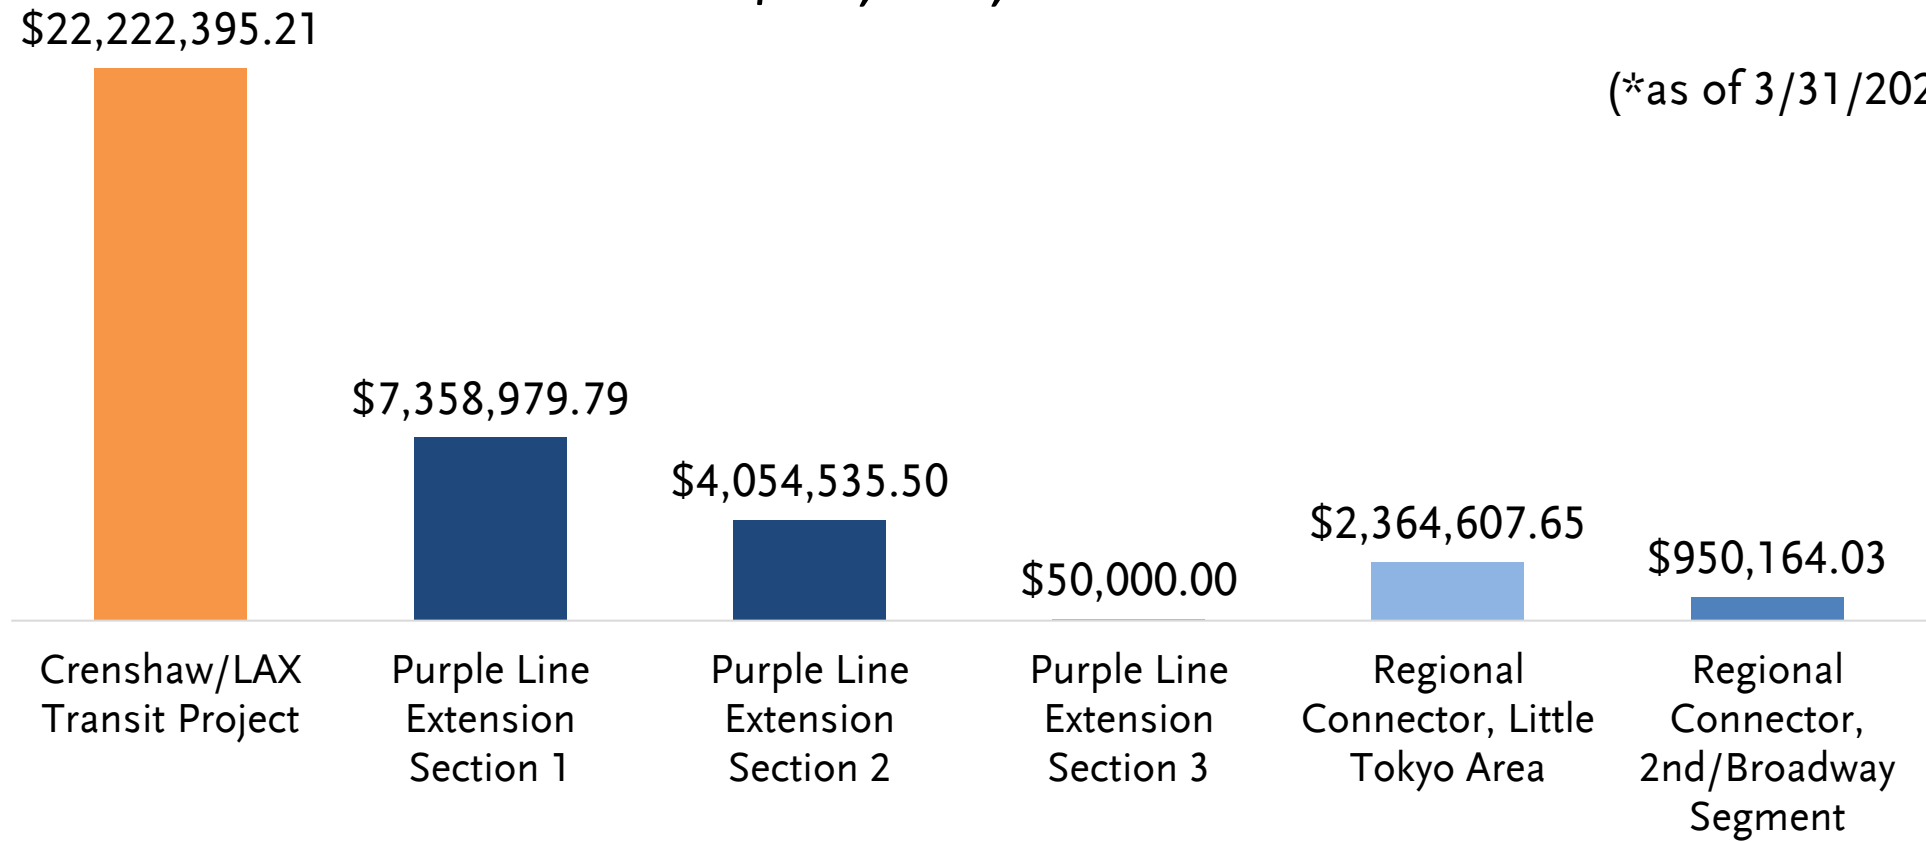 $22,222,395.21
(*as of 3/31/202
$7,358,979.79
$4,054,535.50
$50,000.00
$2,364,607.65
$950,164.03
Crenshaw/LAX
Transit Project
Purple Line
Extension
Section 1
Purple Line
Extension
Section 2
Purple Line
Extension
Section 3
Regional
Connector, Little
Tokyo Area
Regional
Connector,
2nd/Broadway
Segment